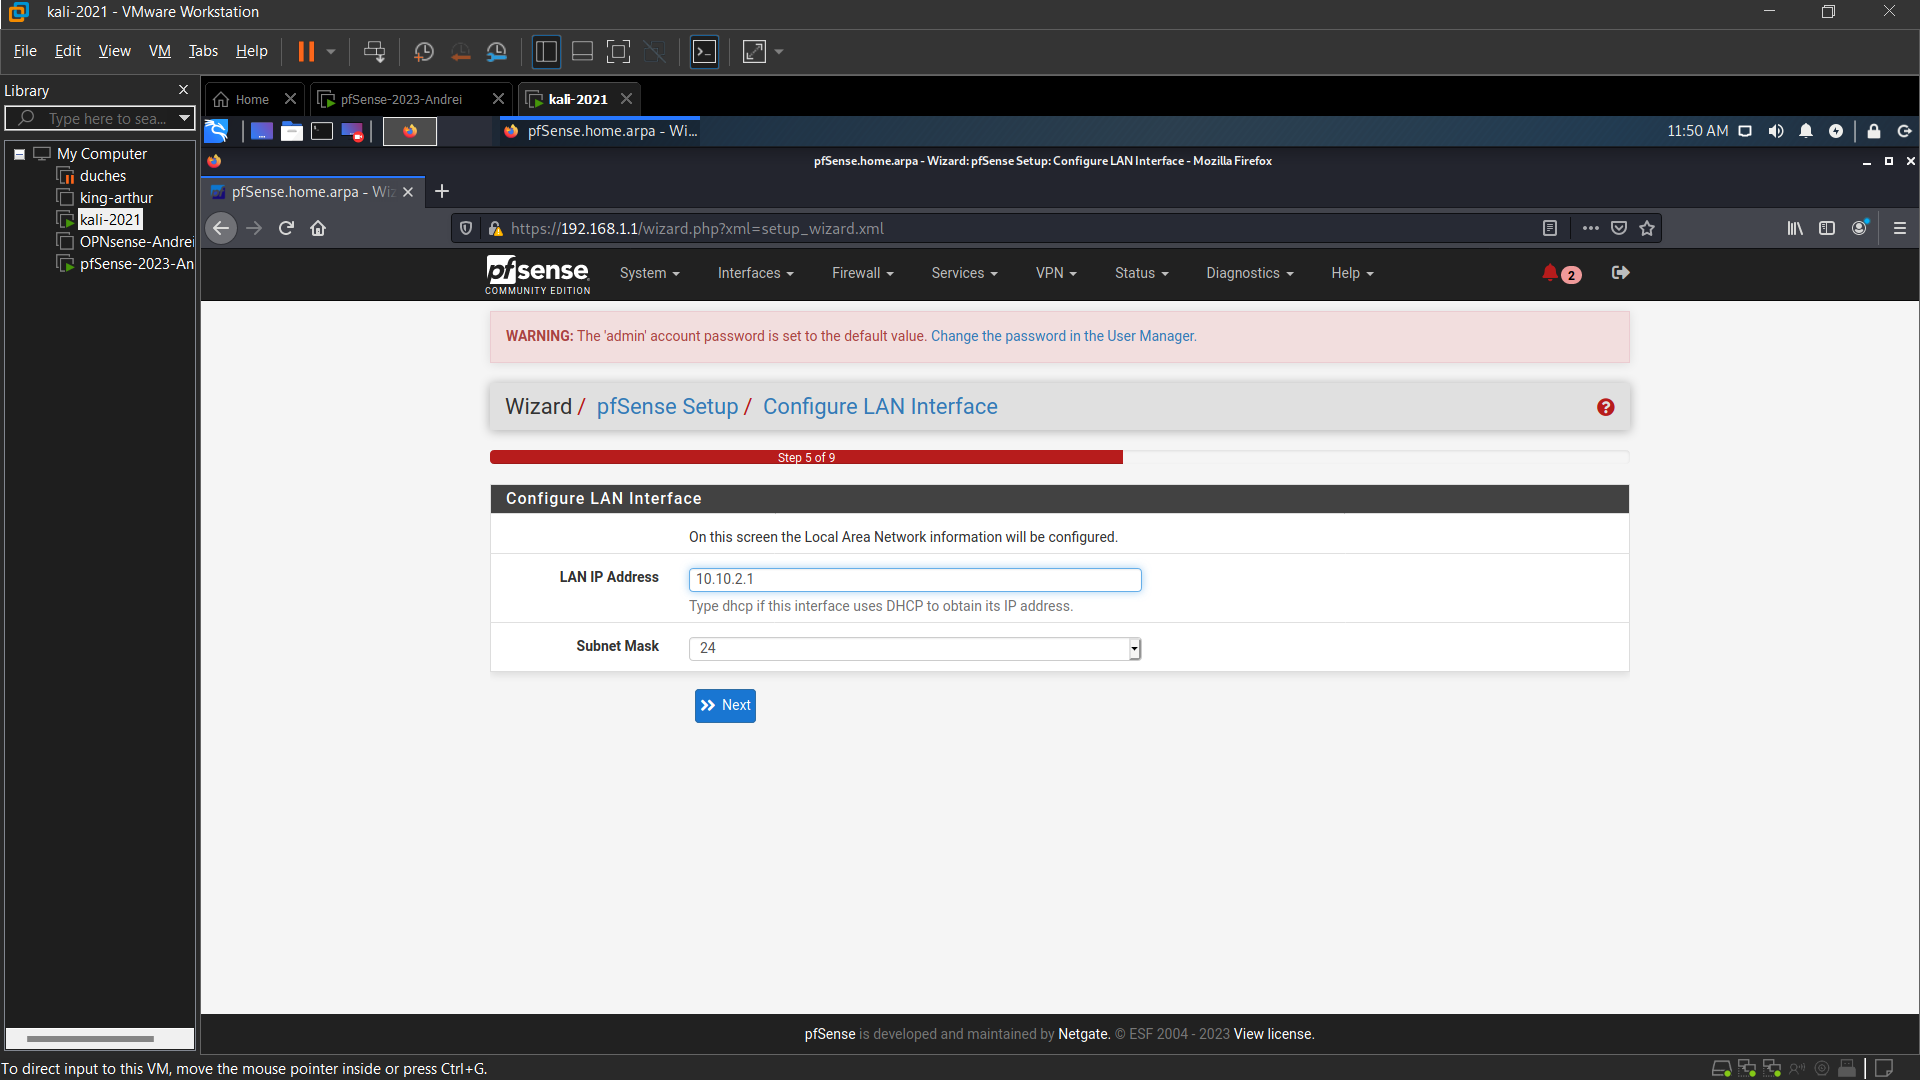 kali-2021 - VMware Workstation
File Edit View VM Tabs Help
Library
Type here to sea...
My Computer
duches
king-arthur
kali-2021
OPNsense-Andrei
pfSense-2023-An
Home
pfSense-2023-Andrei
kali-2021
pfSense.home.arpa - Wi...
11:50 AM
pfSense.home.arpa - Wizard: pfSense Setup: Configure LAN Interface - Mozilla Firefox
pfSense.home.arpa - Wiz
https://192.168.1.1/wizard.php?xml=setup_wizard.xml
pfsense
COMMUNITY EDITION
System Interfaces Firewall Services VPN Status Diagnostics Help 2
WARNING: The 'admin' account password is set to the default value. Change the password in the User Manager.
Wizard / pfSense Setup / Configure LAN Interface
Step 5 of 9
Configure LAN Interface
On this screen the Local Area Network information will be configured.
LAN IP Address 10.10.2.1
Type dhcp if this interface uses DHCP to obtain its IP address.
Subnet Mask 24
Next
pfSense is developed and maintained by Netgate. © ESF 2004 - 2023 View license.
To direct input to this VM, move the mouse pointer inside or press Ctrl+G.